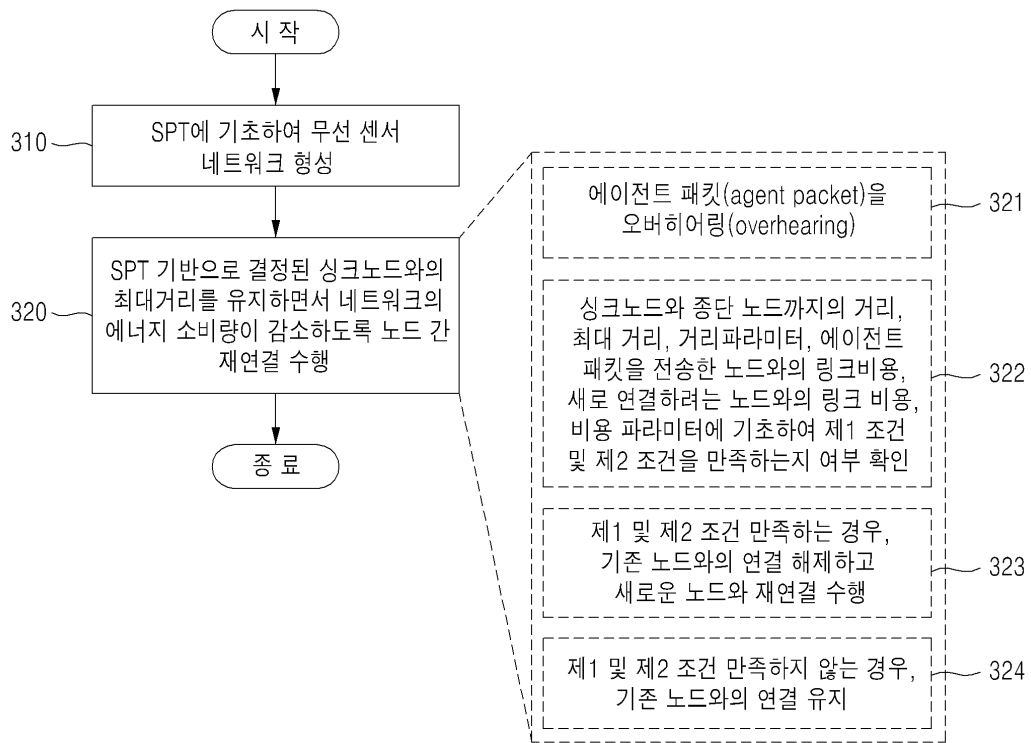 시 작
310
SPT에 기초하여 무선 센서
네트워크 형성
320
SPT 기반으로 결정된 싱크노드와의
최대거리를 유지하면서 네트워크의
에너지 소비량이 감소하도록 노드 간
재연결 수행
종 료
에이전트 패킷(agent packet)을
오버히어링(overhearing)
321
싱크노드와 종단 노드까지의 거리,
최대 거리, 거리파라미터, 에이전트
패킷을 전송한 노드와의 링크비용,
새로 연결하려는 노드와의 링크 비용,
비용 파라미터에 기초하여 제1 조건
및 제2 조건을 만족하는지 여부 확인
322
제1 및 제2 조건 만족하는 경우,
기존 노드와의 연결 해제하고
새로운 노드와 재연결 수행
323
제1 및 제2 조건 만족하지 않는 경우,
기존 노드와의 연결 유지
324